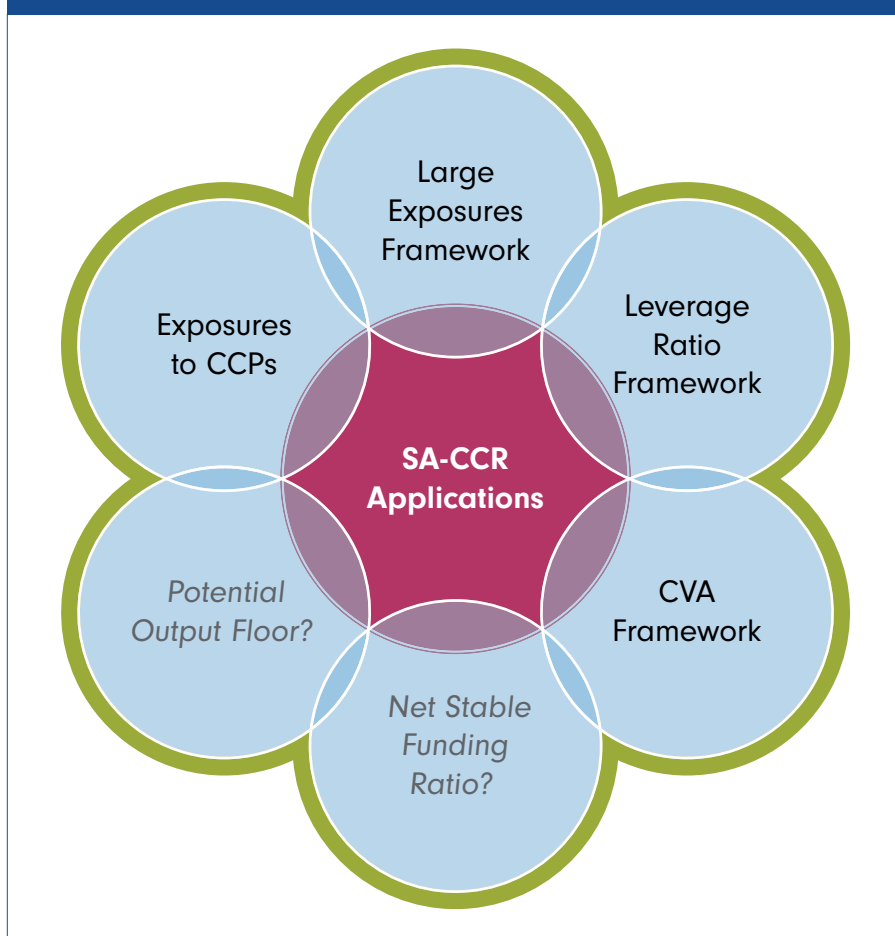 Large
Exposures
Framework
Exposures
to CCPs
Leverage
Ratio
Framework
SA-CCR
Applications
Potential
Output Floor?
CVA
Framework
Net Stable
Funding
Ratio?